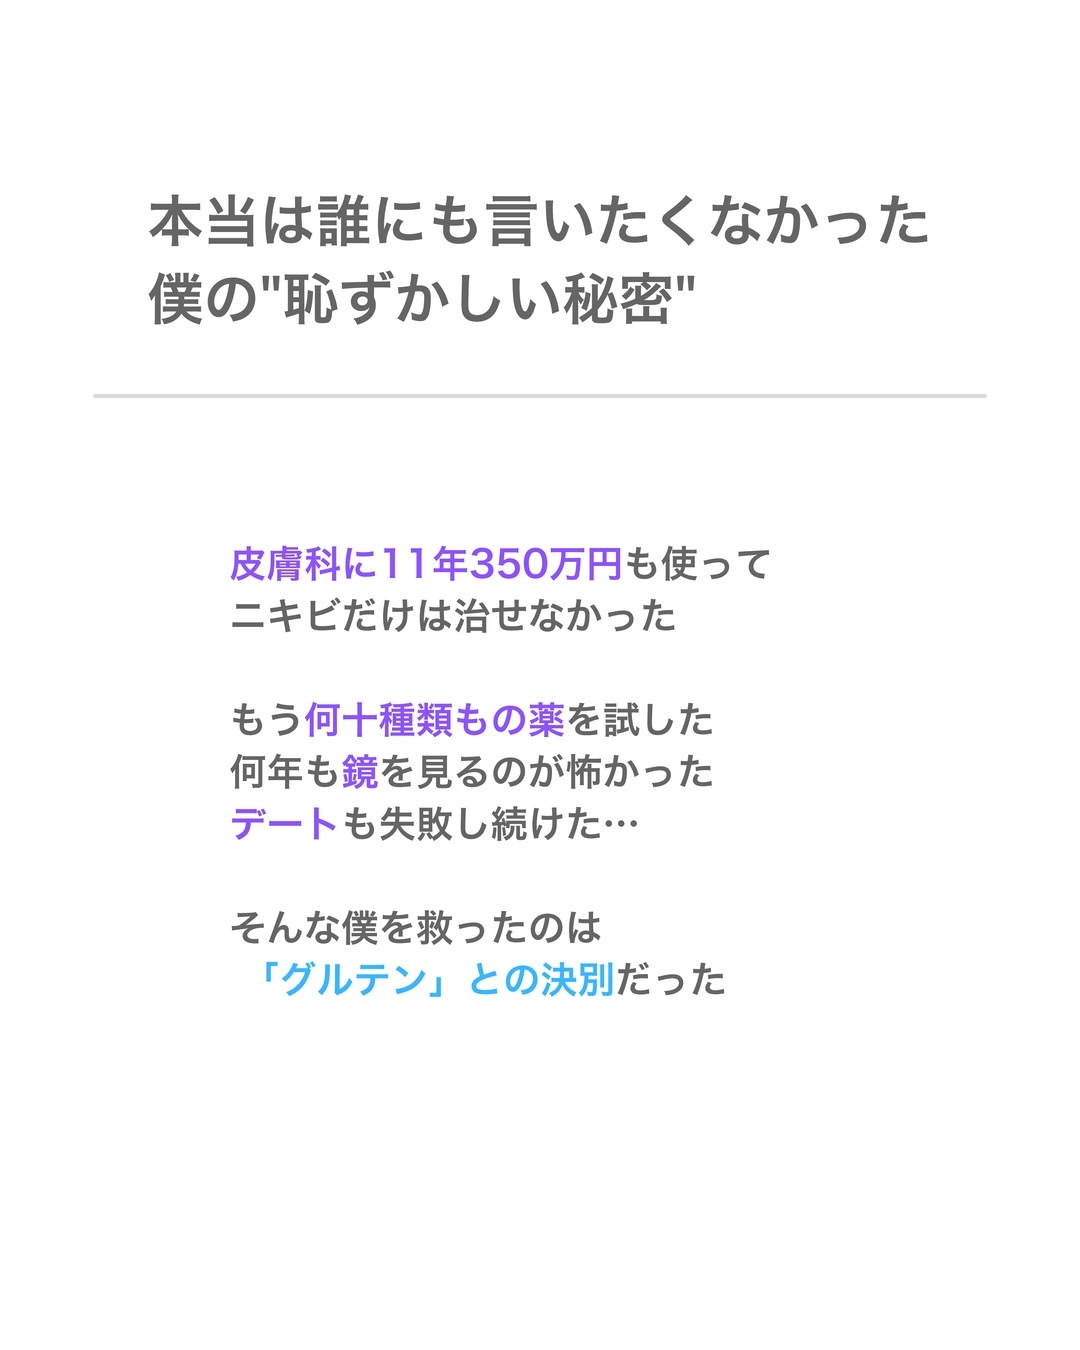 本当は誰にも言いたくなかった
僕の"恥ずかしい秘密"
皮膚科に11年350万円も使って
ニキビだけは治せなかった
もう何十種類もの薬を試した
何年も鏡を見るのが怖かった
デートも失敗し続けた…
そんな僕を救ったのは
「グルテン」との決別だった